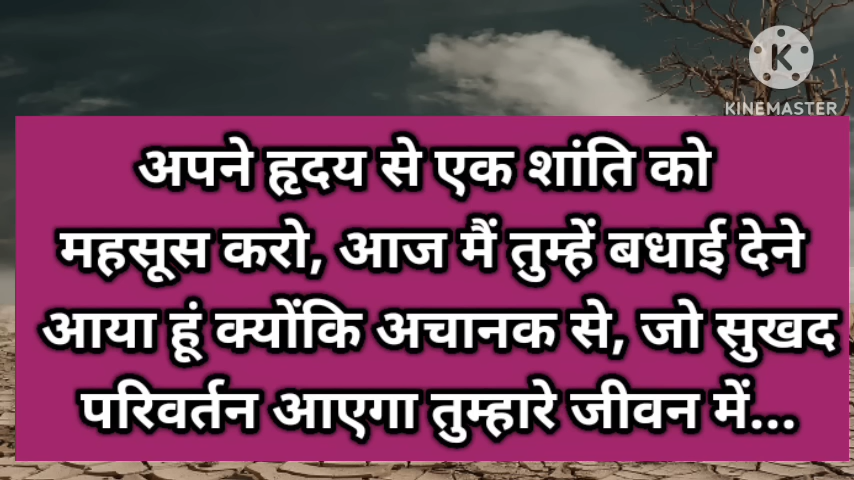 KINEMASTER
अपने हृदय से एक शांति को
महसूस करो, आज मैं तुम्हें बधाई देने
आया हूं क्योंकि अचानक से, जो सुखद
परिवर्तन आएगा तुम्हारे जीवन में...